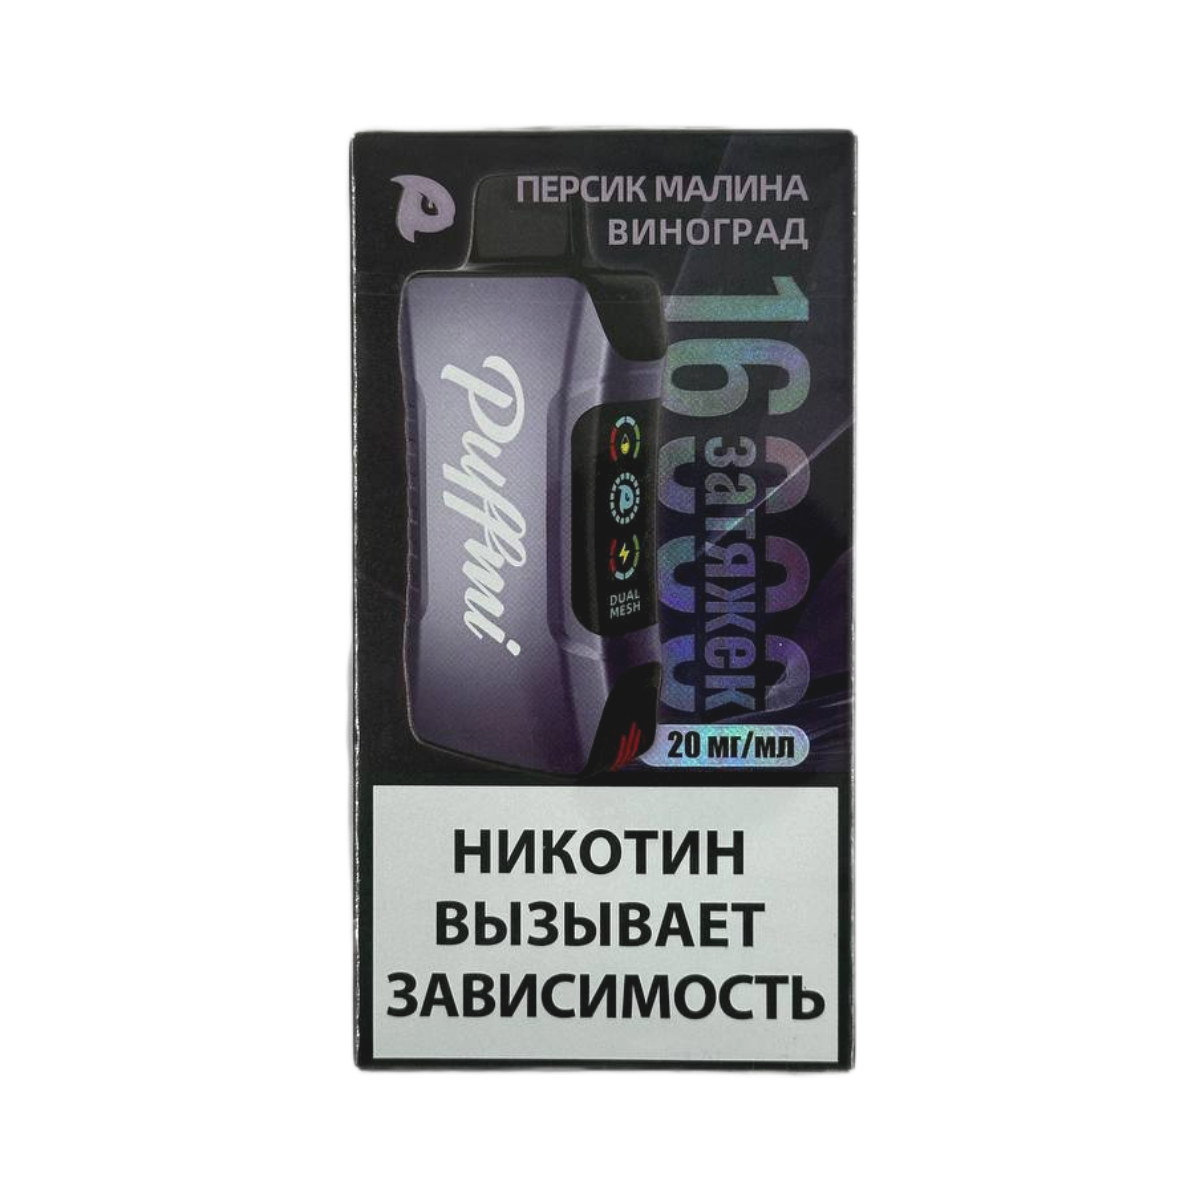 ПЕРСИК МАЛИНА
ВИНОГРАД
16000
затяжек
Puffmi
DUAL
MESH
20 мг/мл
НИКОТИН
ВЫЗЫВАЕТ
ЗАВИСИМОСТЬ